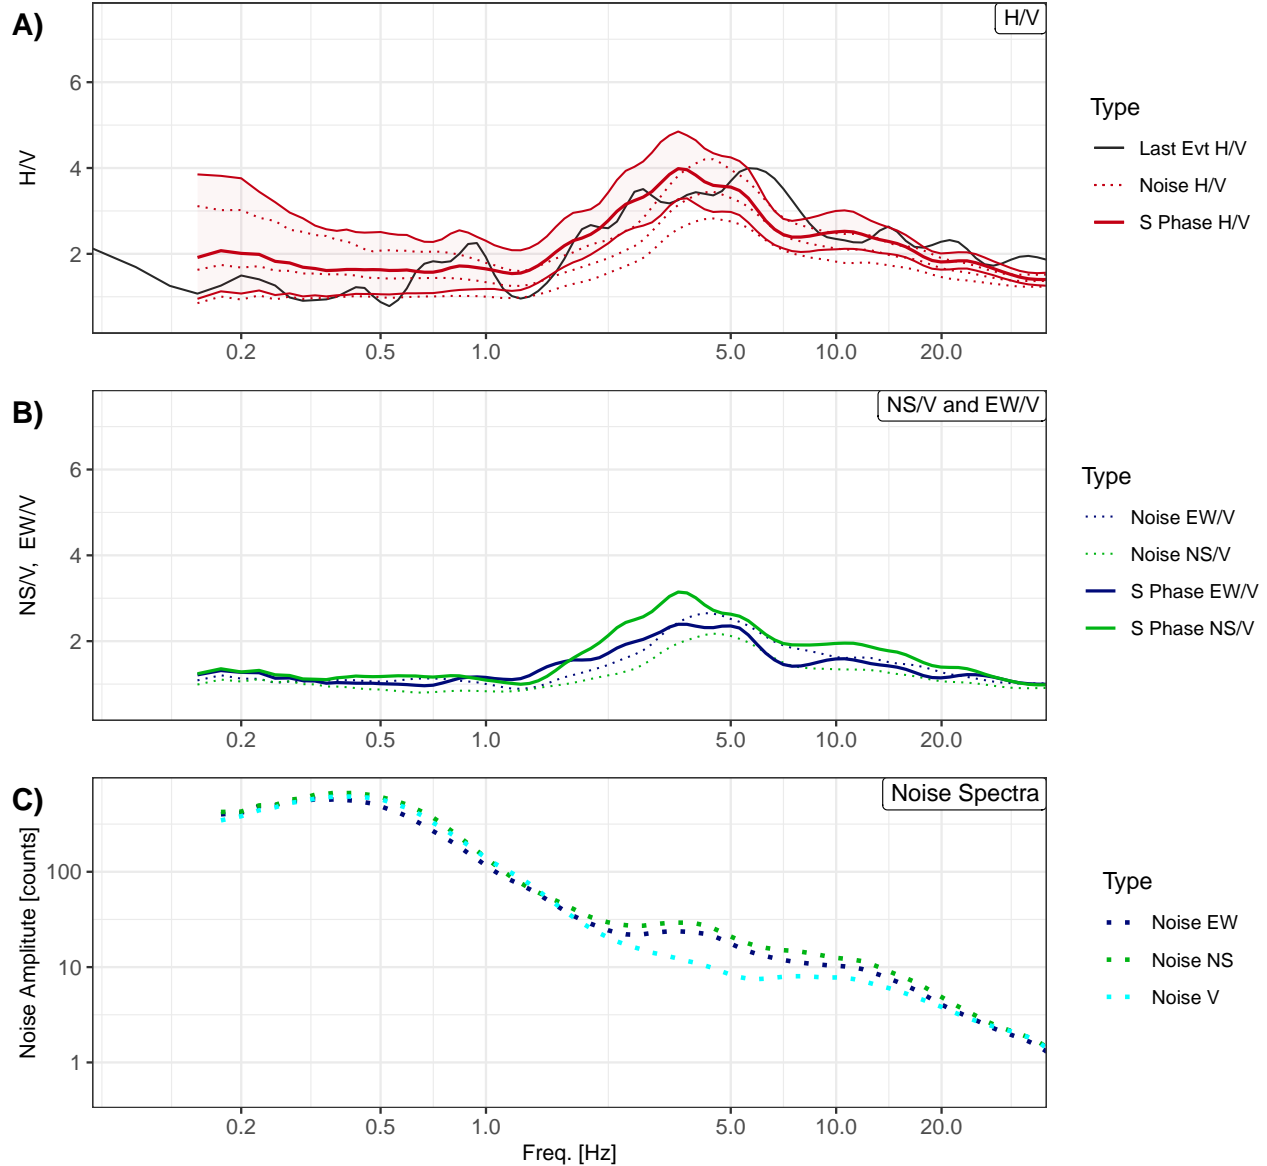 A)
H/V
6
4
2
H/V
0.2 0.5 1.0 5.0 10.0 20.0
Type
Last Evt H/V
Noise H/V
S Phase H/V
B)
NS/V and EW/V
6
4
2
NS/V,  EW/V
0.2 0.5 1.0 5.0 10.0 20.0
Type
Noise EW/V
Noise NS/V
S Phase EW/V
S Phase NS/V
C)
Noise Spectra
100
10
1
Noise Amplitute [counts]
0.2 0.5 1.0 5.0 10.0 20.0
Freq. [Hz]
Type
Noise EW
Noise NS
Noise V